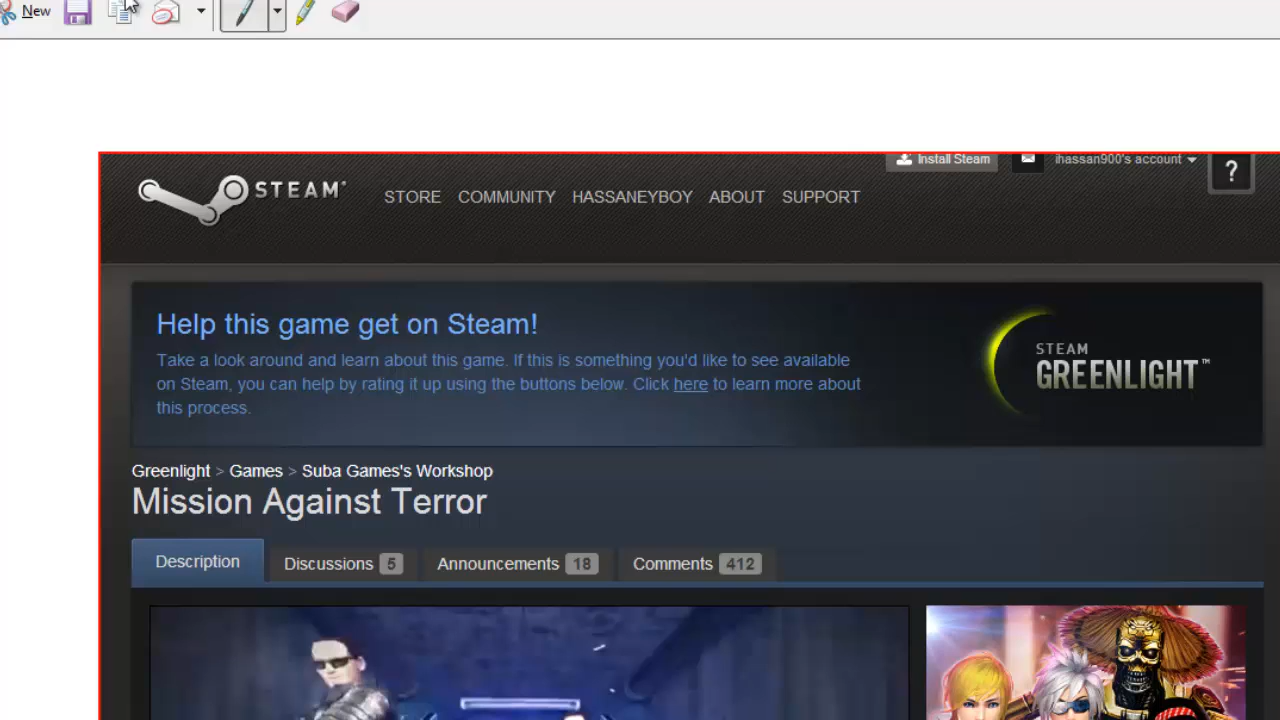 New
STEAM
STORE COMMUNITY HASSANEYBOY ABOUT SUPPORT
Install Steam
ihassan900's account
?
Help this game get on Steam!
Take a look around and learn about this game. If this is something you'd like to see available
on Steam, you can help by rating it up using the buttons below. Click here to learn more about
this process.
STEAM
GREENLIGHT™
Greenlight > Games > Suba Games's Workshop
Mission Against Terror
Description Discussions 5 Announcements 18 Comments 412